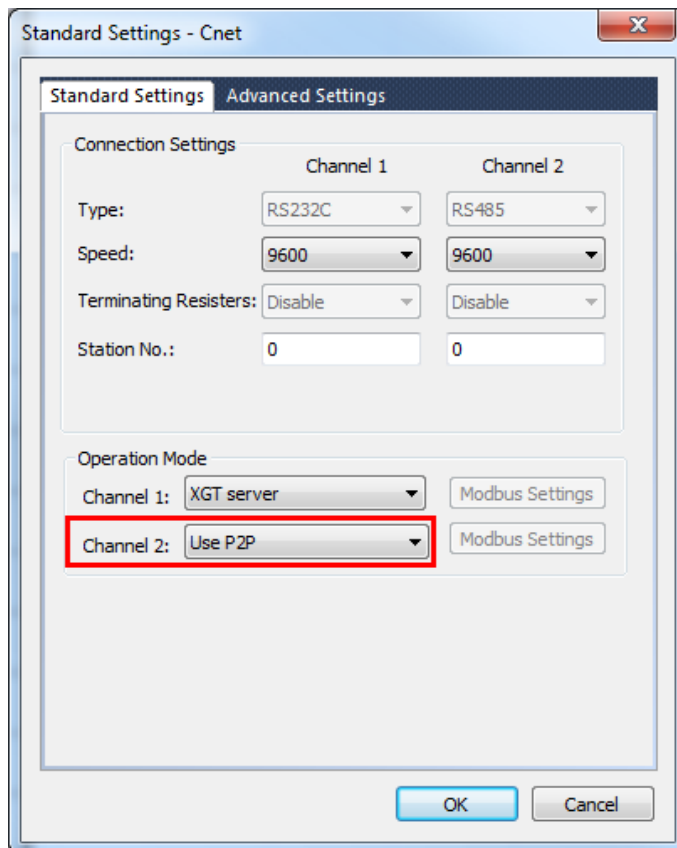 Standard Settings - Cnet
Standard Settings Advanced Settings
Connection Settings
Channel 1 Channel 2
Type: RS232C RS485
Speed: 9600 9600
Terminating Resisters: Disable Disable
Station No.: 0 0
Operation Mode
Channel 1: XGT server Modbus Settings
Channel 2: Use P2P Modbus Settings
OK Cancel